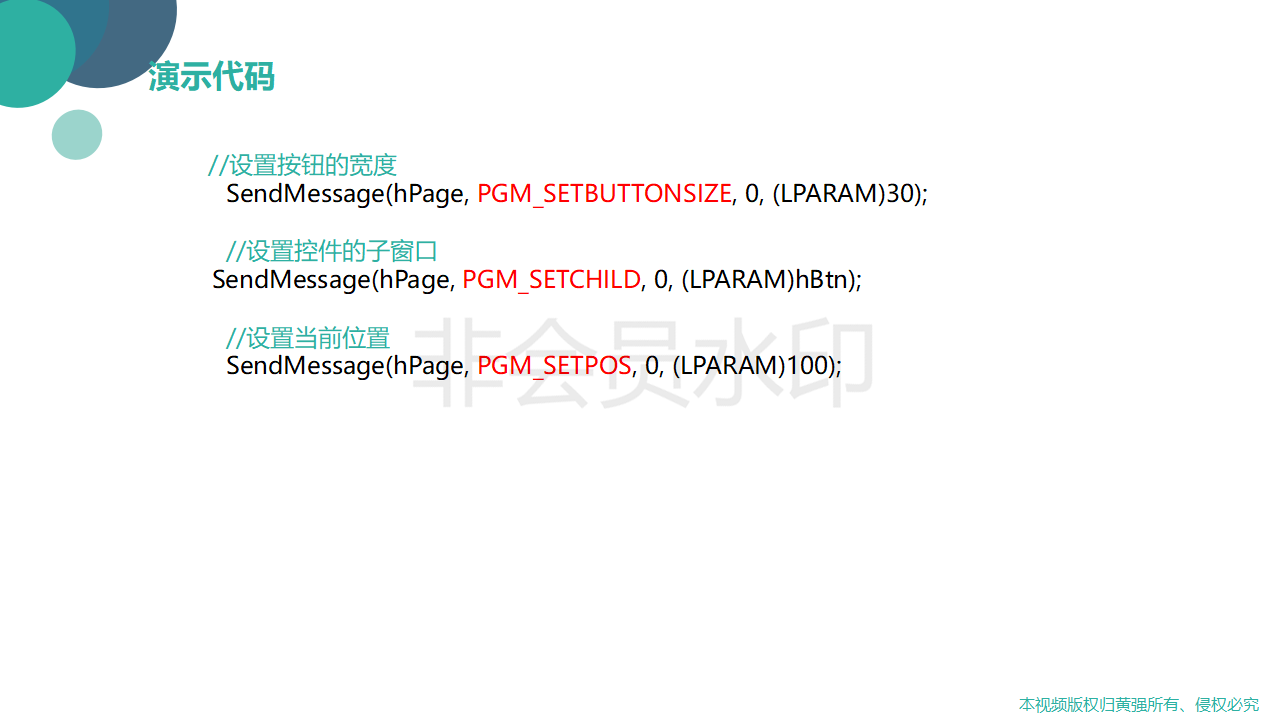 演示代码
//设置按钮的宽度
SendMessage(hPage, PGM_SETBUTTONSIZE, 0, (LPARAM)30);
//设置控件的子窗口
SendMessage(hPage, PGM_SETCHILD, 0, (LPARAM)hBtn);
//设置当前位置
SendMessage(hPage, PGM_SETPOS, 0, (LPARAM)100);
非会员水印
本视频版权归黄强所有、侵权必究